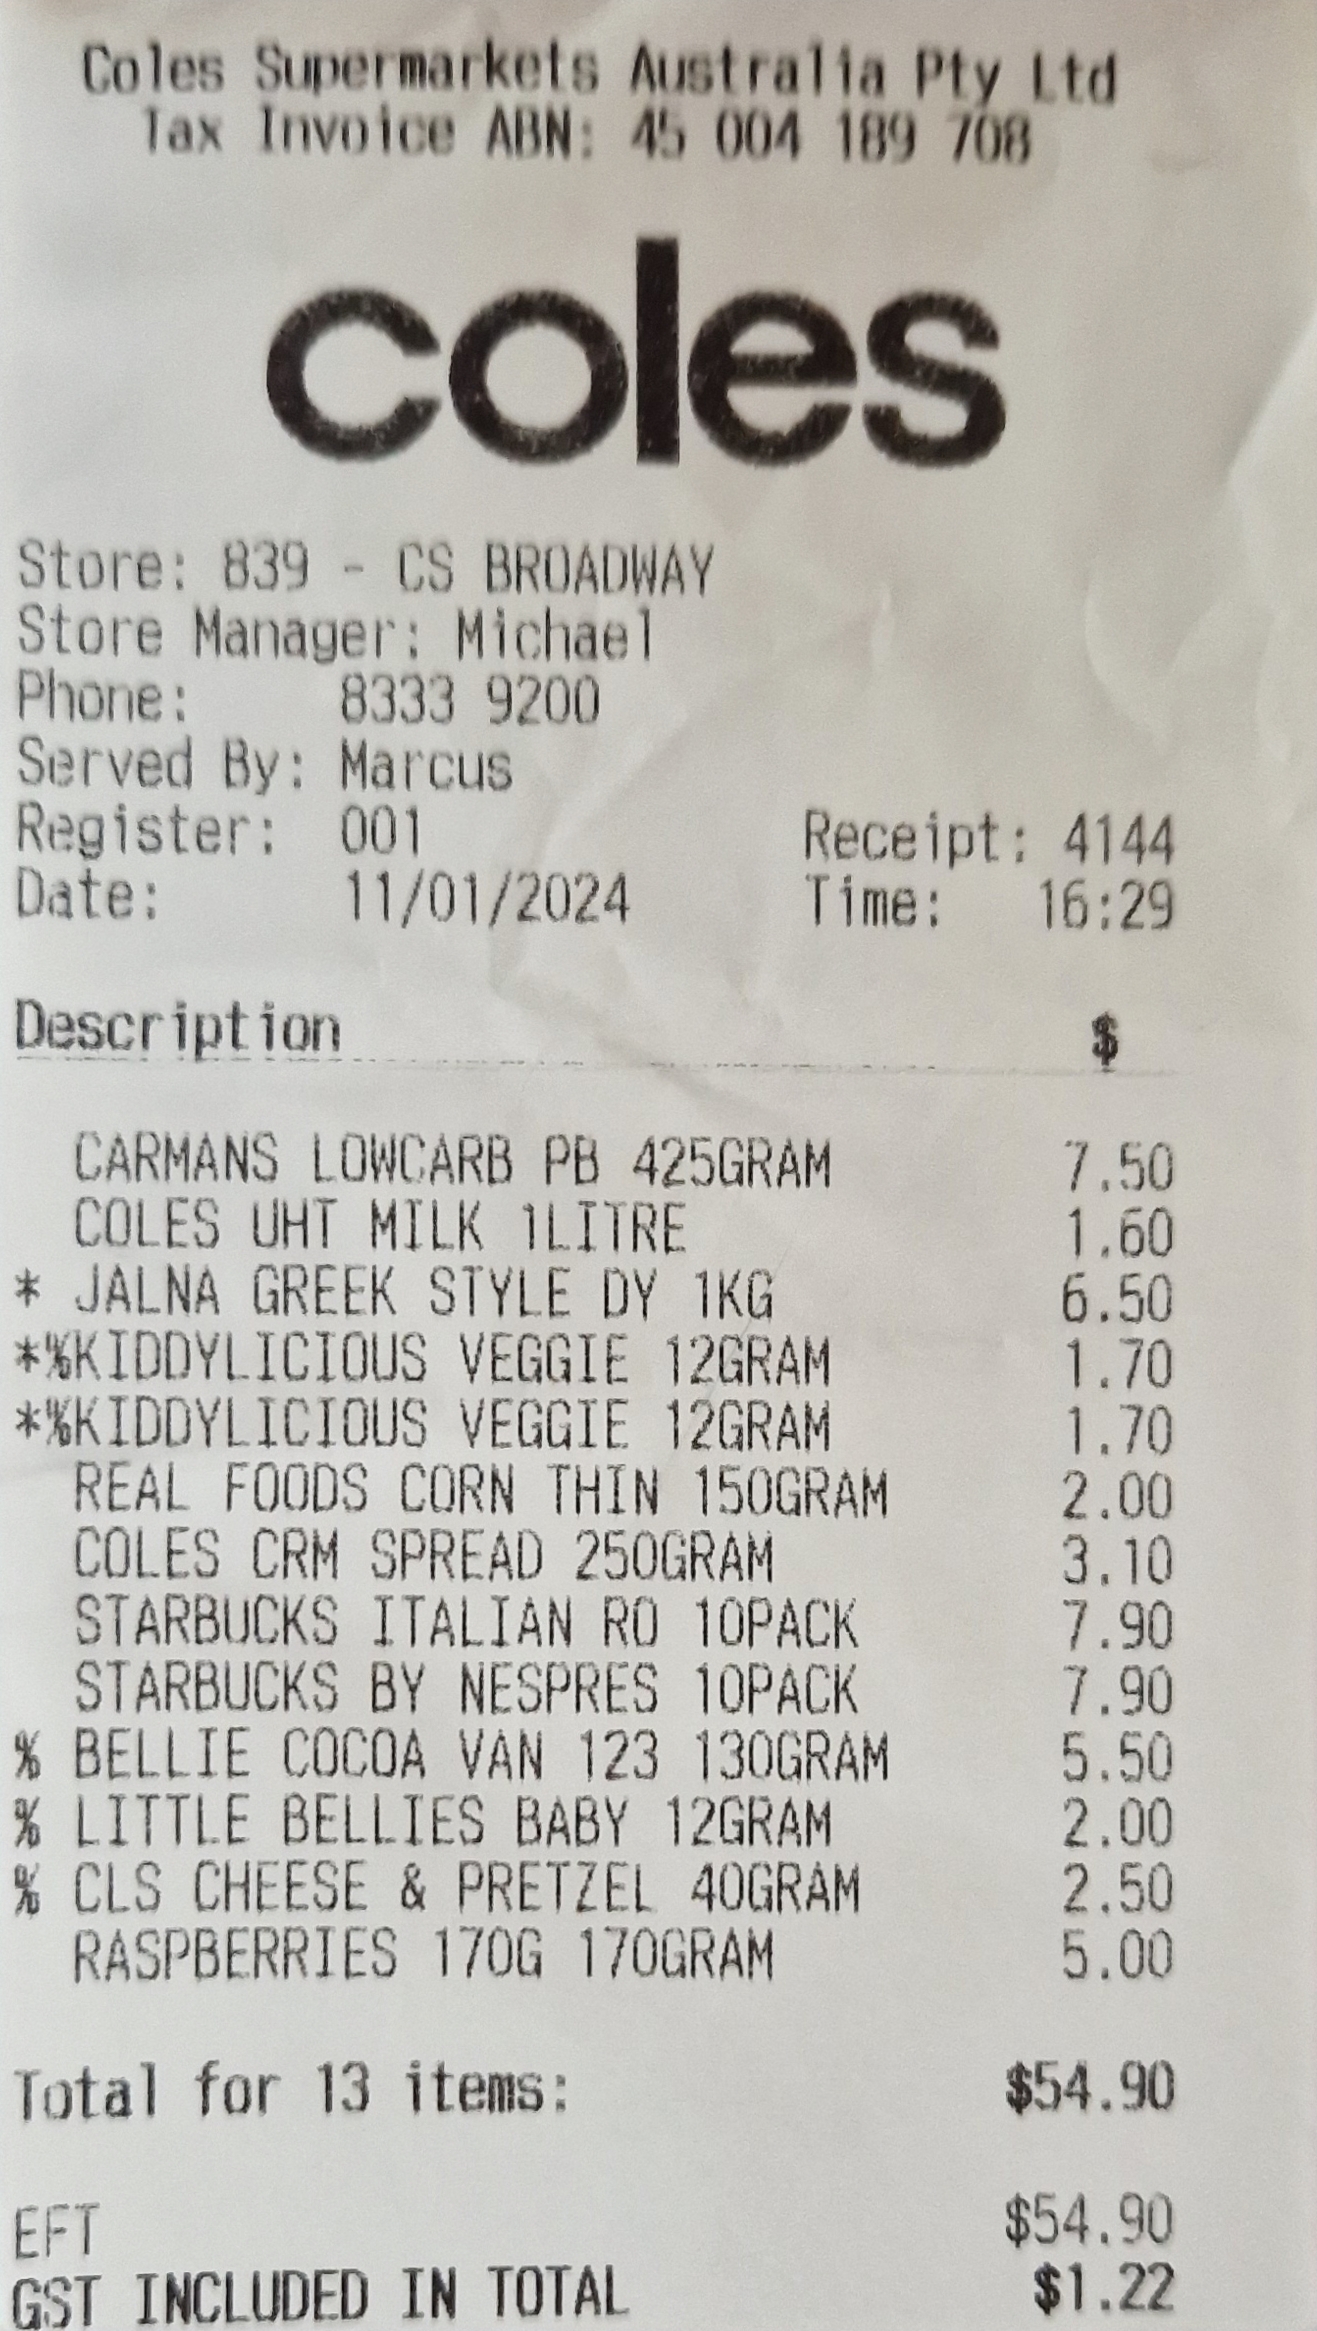 Coles Supermarkets Australia Pty Ltd
Tax Invoice ABN: 45 004 189 708
coles
Store: 839 - CS BROADWAY
Store Manager: Michael
Phone: 8333 9200
Served By: Marcus
Register: 001 Receipt: 4144
Date: 11/01/2024 Time: 16:29
Description $
CARMANS LOWCARB PB 425GRAM 7.50
COLES UHT MILK 1LITRE 1.60
* JALNA GREEK STYLE DY 1KG 6.50
*%KIDDYLICIOUS VEGGIE 12GRAM 1.70
*%KIDDYLICIOUS VEGGIE 12GRAM 1.70
REAL FOODS CORN THIN 150GRAM 2.00
COLES CRM SPREAD 250GRAM 3.10
STARBUCKS ITALIAN RO 10PACK 7.90
STARBUCKS BY NESPRES 10PACK 7.90
% BELLIE COCOA VAN 123 130GRAM 5.50
% LITTLE BELLIES BABY 12GRAM 2.00
% CLS CHEESE & PRETZEL 40GRAM 2.50
RASPBERRIES 170G 170GRAM 5.00
Total for 13 items: $54.90
EFT $54.90
GST INCLUDED IN TOTAL $1.22